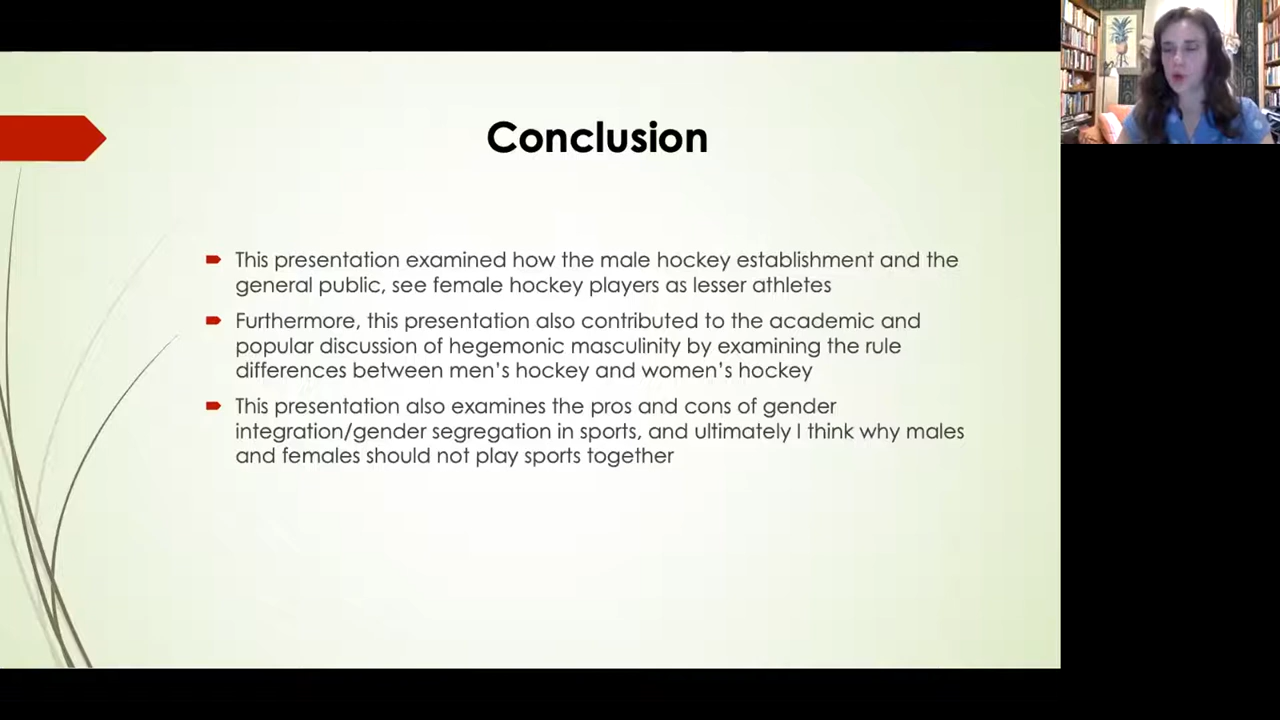 Conclusion
This presentation examined how the male hockey establishment and the
general public, see female hockey players as lesser athletes
Furthermore, this presentation also contributed to the academic and
popular discussion of hegemonic masculinity by examining the rule
differences between men's hockey and women's hockey
This presentation also examines the pros and cons of gender
integration/gender segregation in sports, and ultimately I think why males
and females should not play sports together